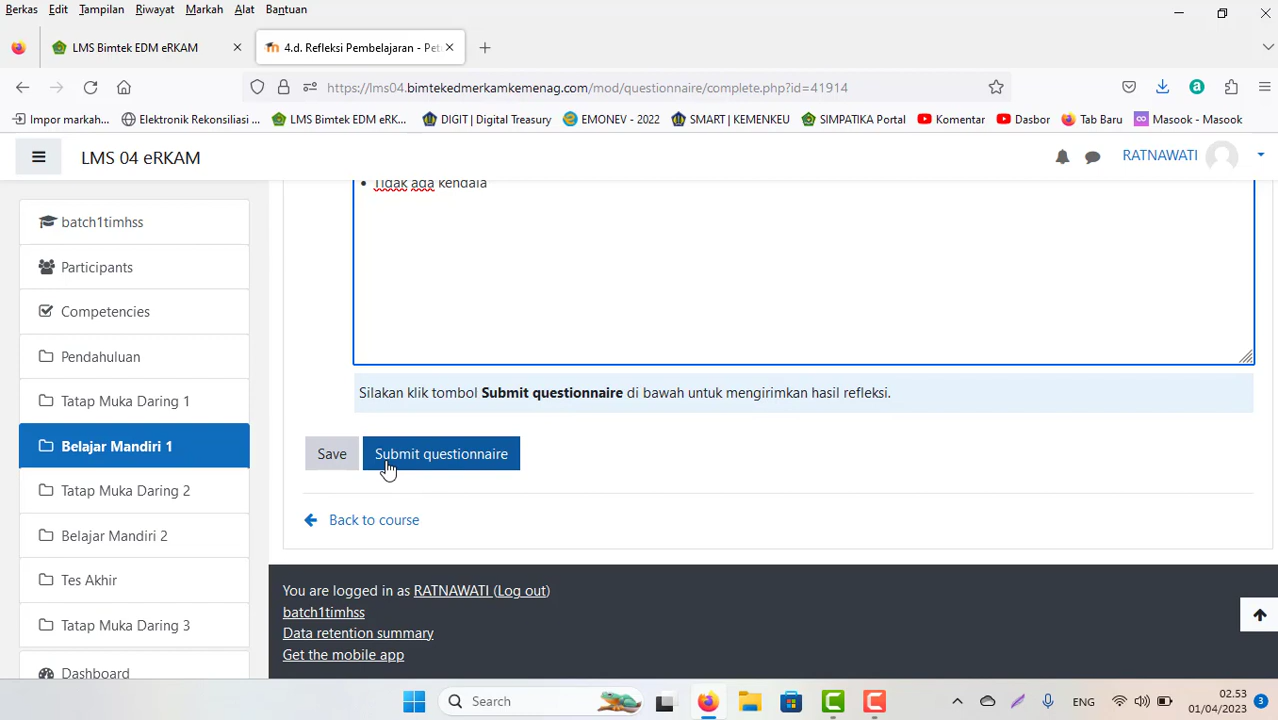 Berkas Edit Tampilan Riwayat Markah Alat Bantuan
LMS Bimtek EDM eRKAM
4.d. Refleksi Pembelajaran - Pet
https://lms04.bimtekedmerkamkemenag.com/mod/questionnaire/complete.php?id=41914
Impor markah...
Elektronik Rekonsiliasi ...
LMS Bimtek EDM eRK...
DIGIT | Digital Treasury
EMONEV - 2022
SMART | KEMENKEU
SIMPATIKA Portal
Komentar
Dasbor
Tab Baru
Masook - Masook
LMS 04 eRKAM
RATNAWATI
batch1timhss
Participants
Competencies
Pendahuluan
Tatap Muka Daring 1
Belajar Mandiri 1
Tatap Muka Daring 2
Belajar Mandiri 2
Tes Akhir
Tatap Muka Daring 3
Dashboard
• Tidak ada kendala
Silakan klik tombol Submit questionnaire di bawah untuk mengirimkan hasil refleksi.
Save
Submit questionnaire
Back to course
You are logged in as RATNAWATI (Log out)
batch1timhss
Data retention summary
Get the mobile app
Search
ENG
02.53
01/04/2023
3